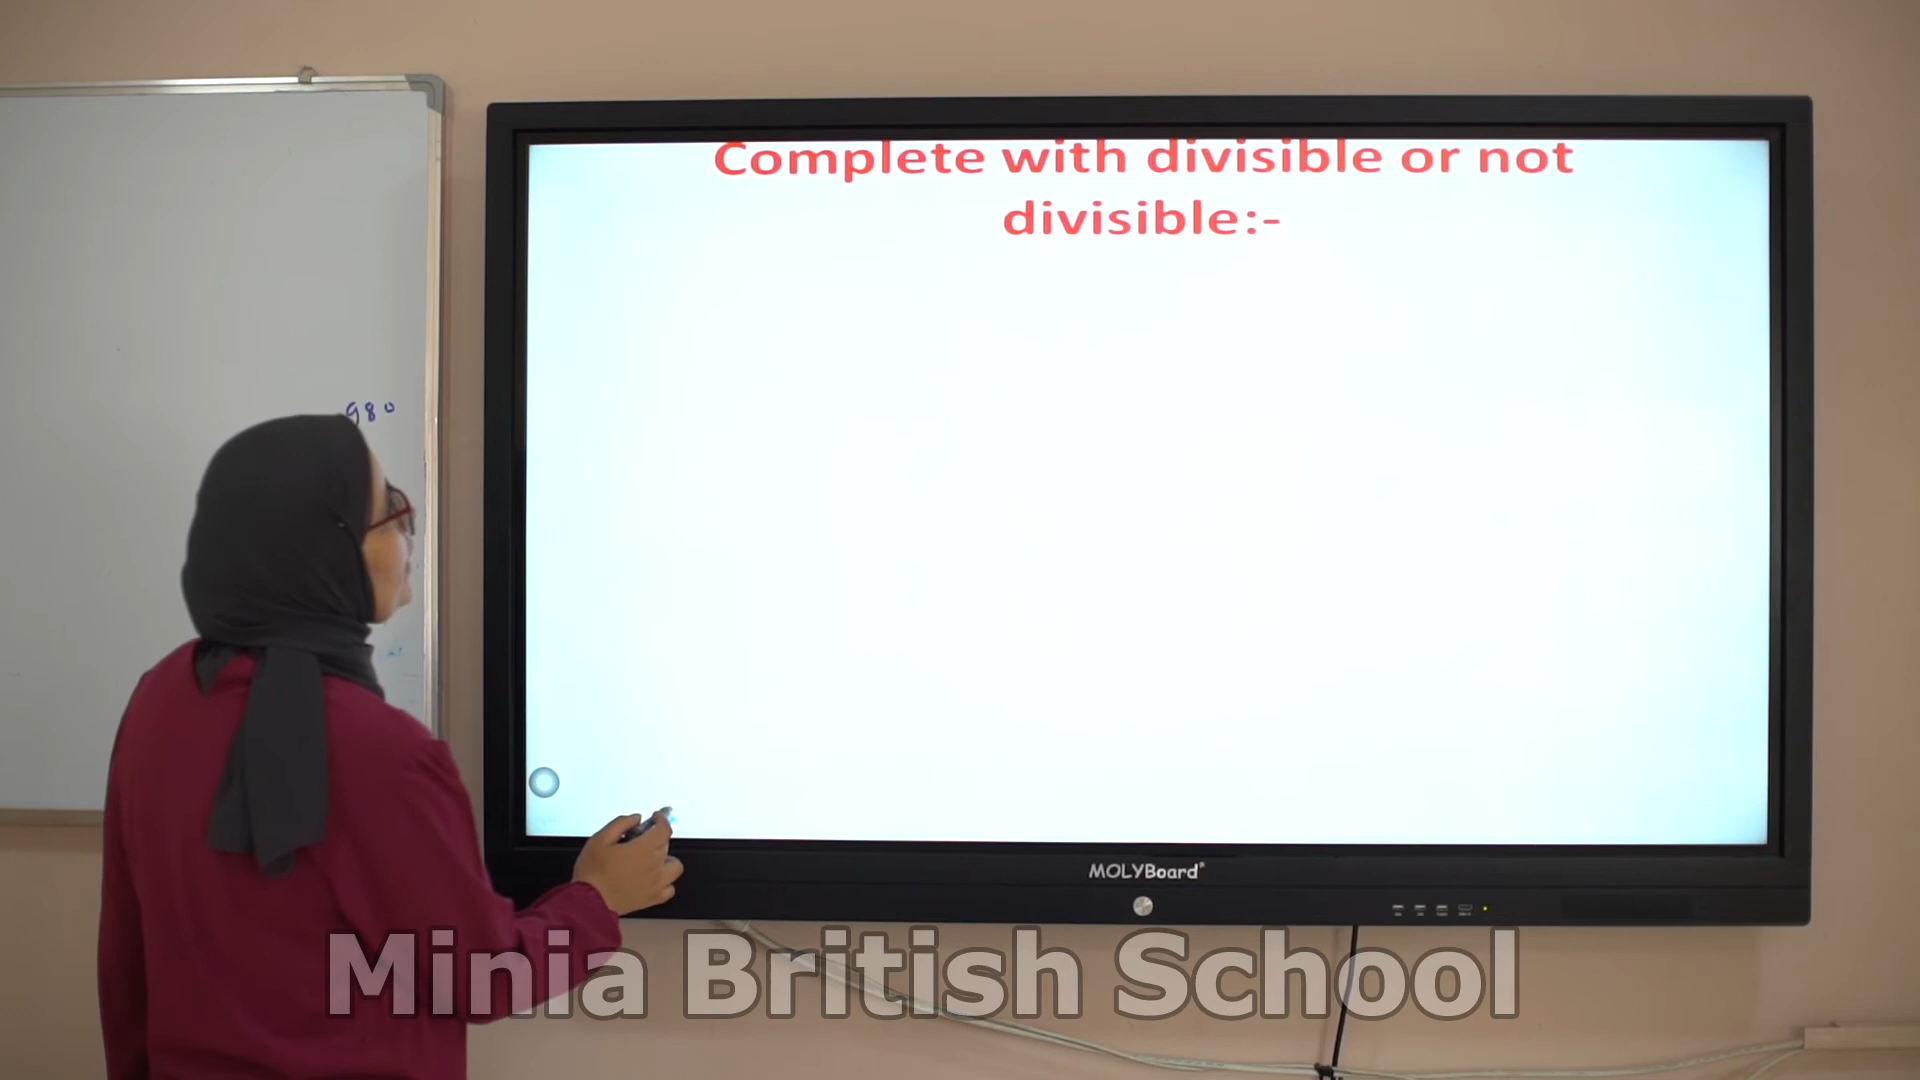 980
Complete with divisible or not
divisible:-
MOLYBoard
Minia British School